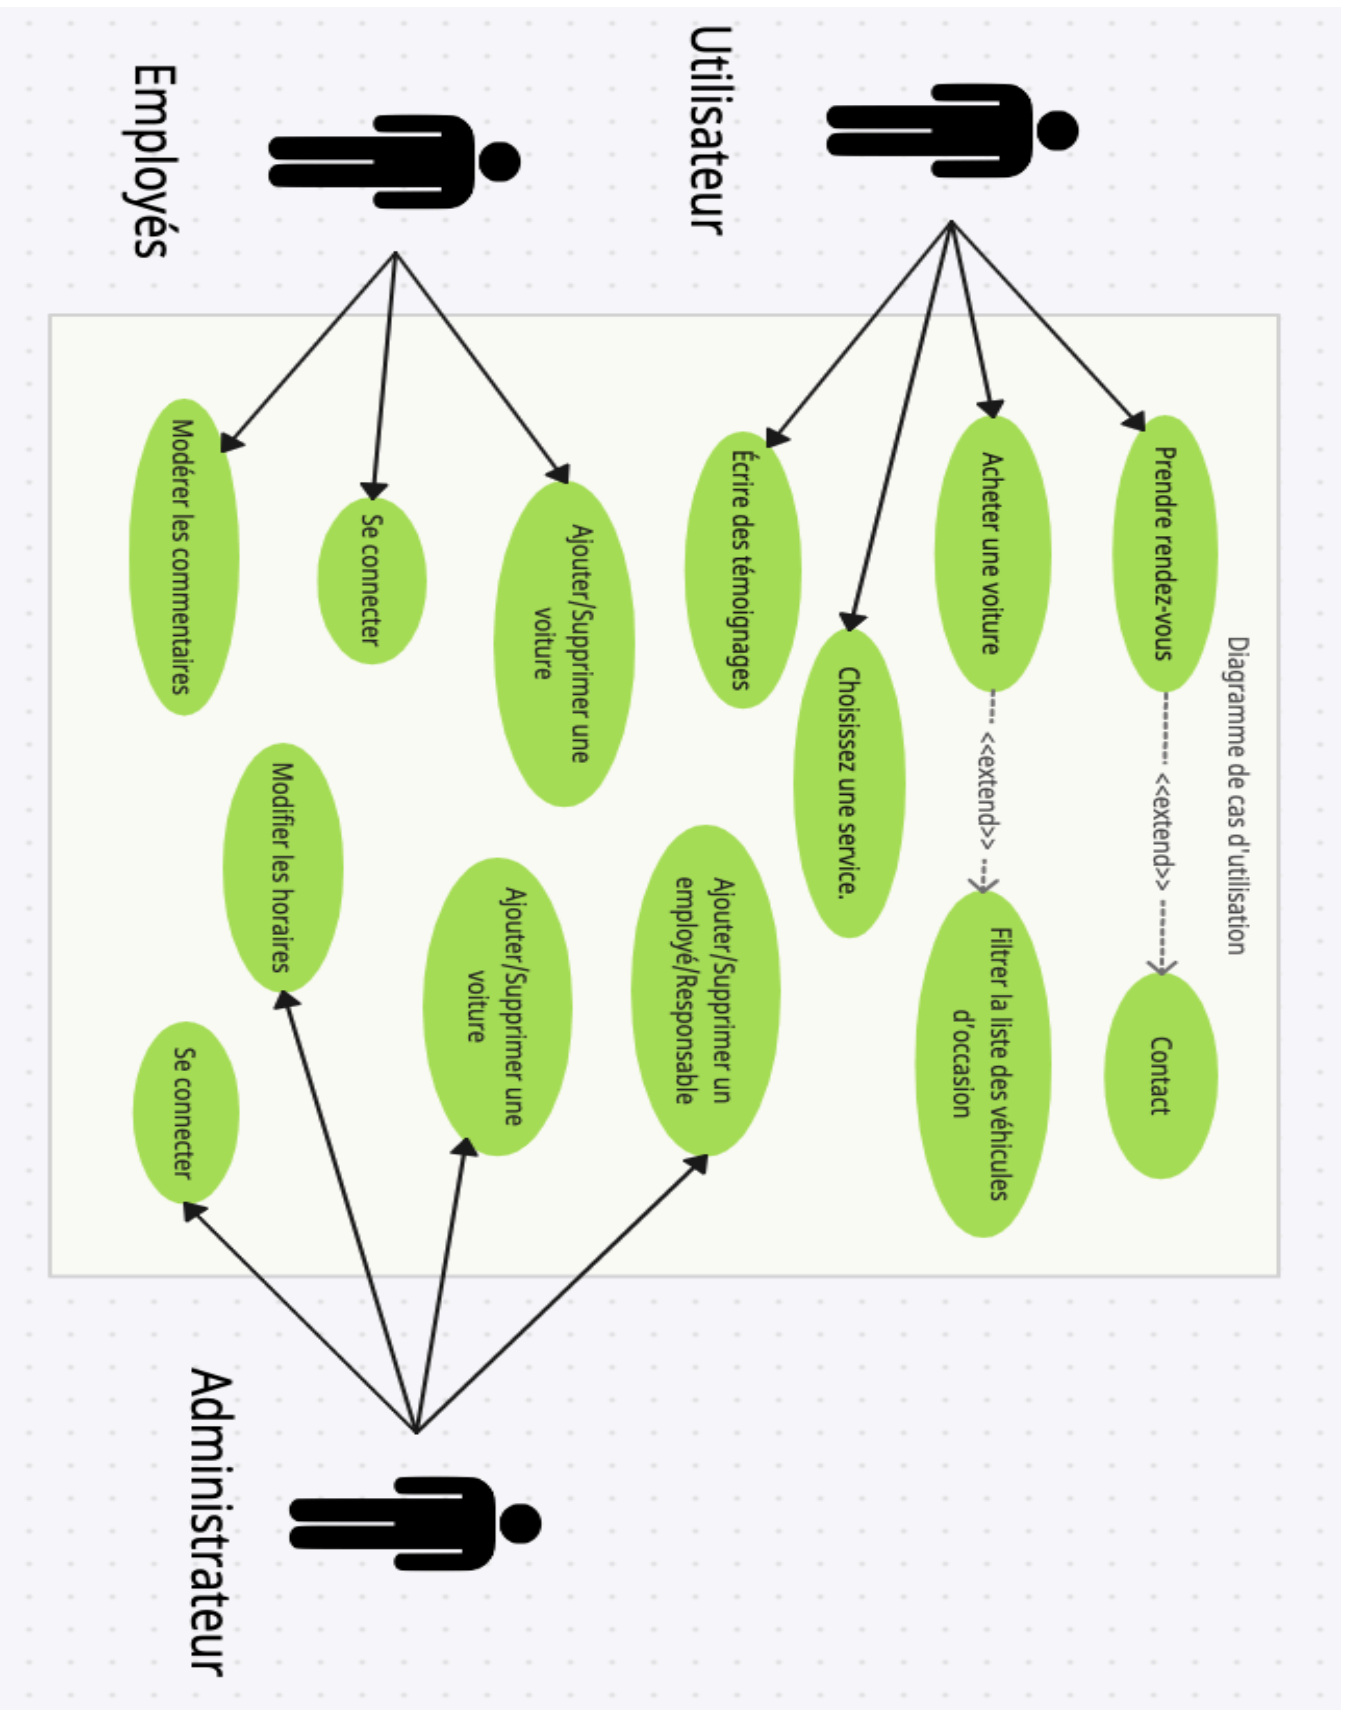 Diagramme de cas d'utilisation
Utilisateur
Prendre rendez-vous
<<extend>>
Contact
Acheter une voiture
<<extend>>
Filtrer la liste des véhicules
d'occasion
Choisissez une service.
Écrire des témoignages
Employés
Ajouter/Supprimer une
voiture
Se connecter
Modérer les commentaires
Ajouter/Supprimer un
employé/Responsable
Ajouter/Supprimer une
voiture
Modifier les horaires
Se connecter
Administrateur